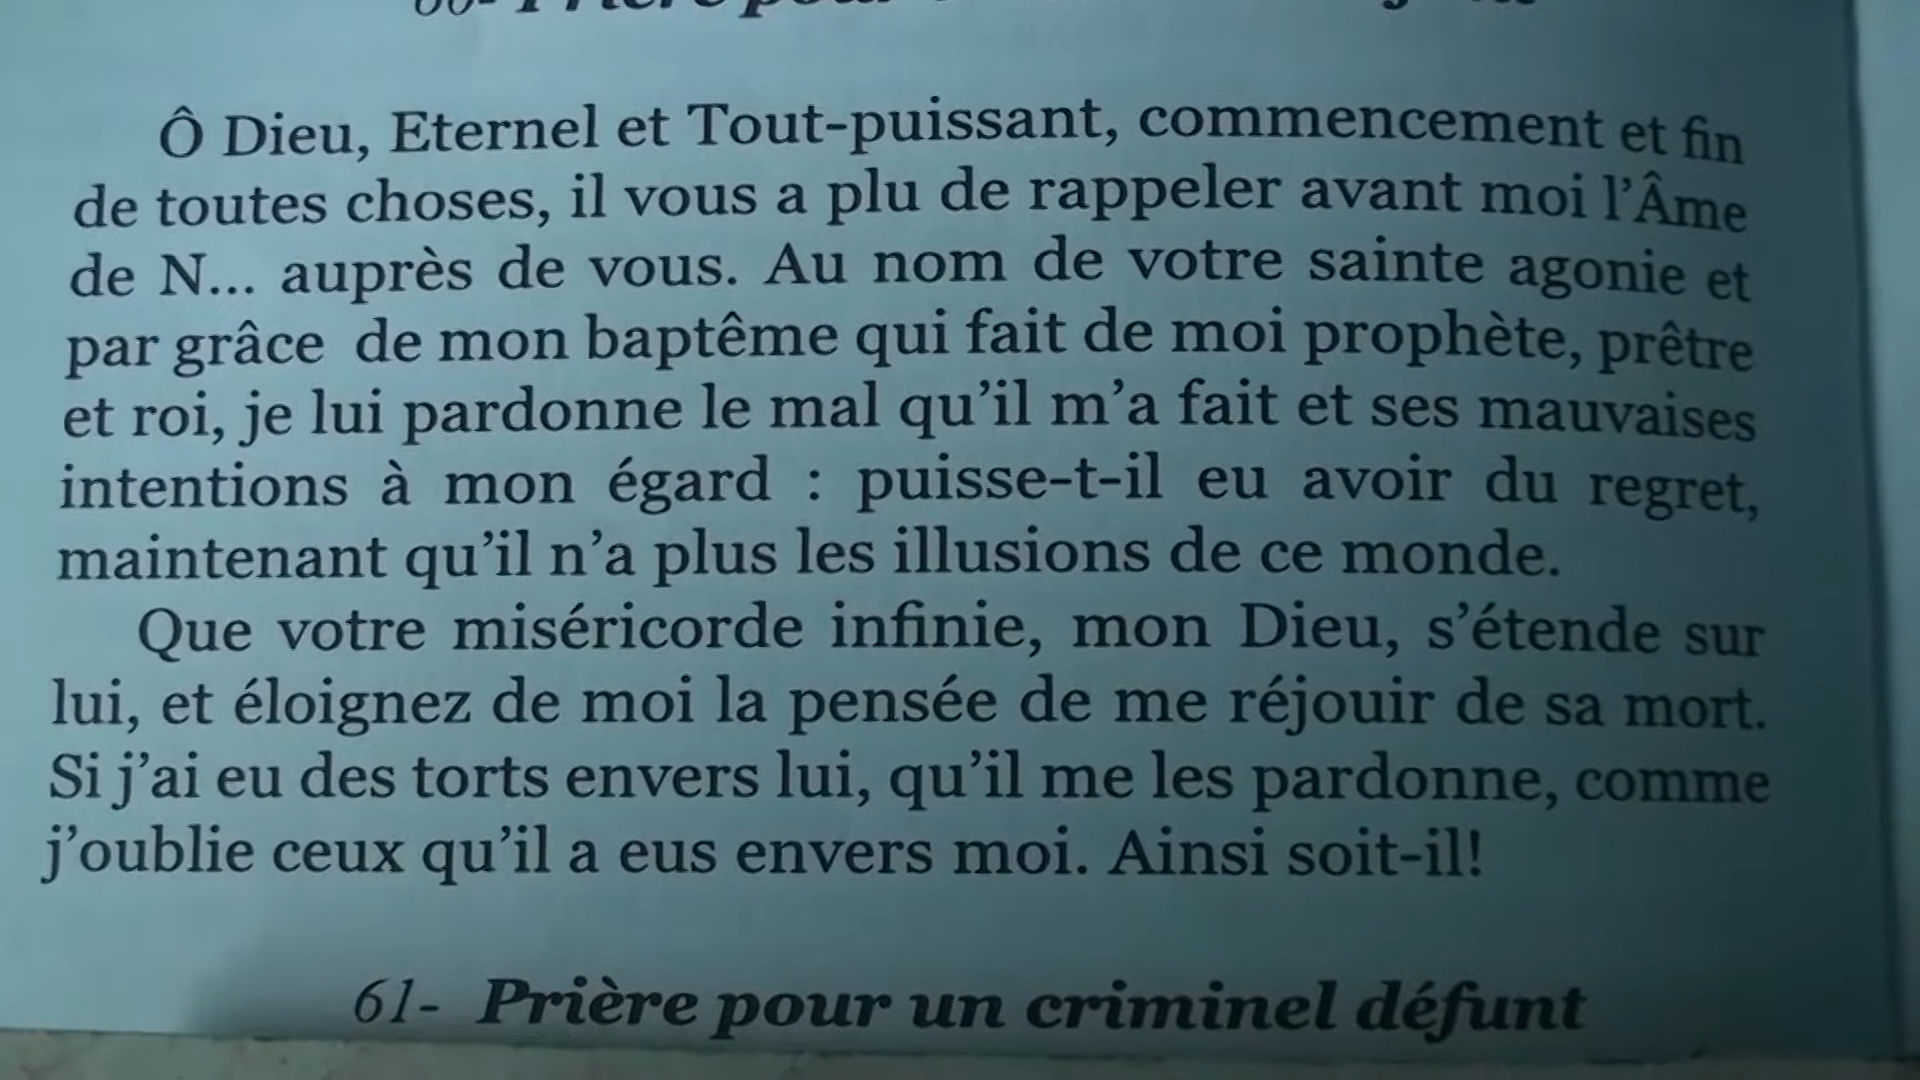 60- Prière pour
Ô Dieu, Eternel et Tout-puissant, commencement et fin
de toutes choses, il vous a plu de rappeler avant moi l'Âme
de N... auprès de vous. Au nom de votre sainte agonie et
par grâce de mon baptême qui fait de moi prophète, prêtre
et roi, je lui pardonne le mal qu'il m'a fait et ses mauvaises
intentions à mon égard : puisse-t-il eu avoir du regret,
maintenant qu'il n'a plus les illusions de ce monde.
Que votre miséricorde infinie, mon Dieu, s'étende sur
lui, et éloignez de moi la pensée de me réjouir de sa mort.
Si j'ai eu des torts envers lui, qu'il me les pardonne, comme
j'oublie ceux qu'il a eus envers moi. Ainsi soit-il!
61- Prière pour un criminel défunt